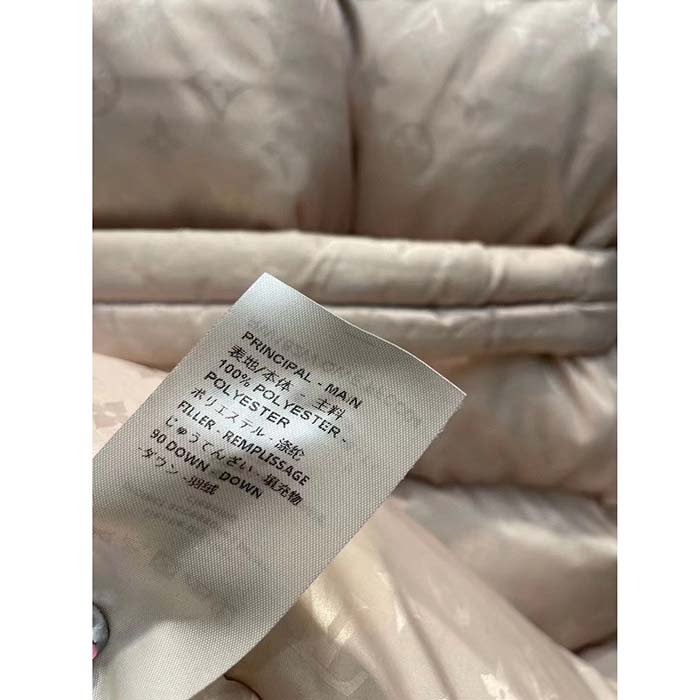 PRINCIPAL - MAIN
表地/本体 - 主料
100% POLYESTER -
POLYESTER
ポリエステル - 涤纶
FILLER - REMPLISSAGE
じゅうてんざい - 填充物
90 DOWN - DOWN
-ダウン - 羽绒